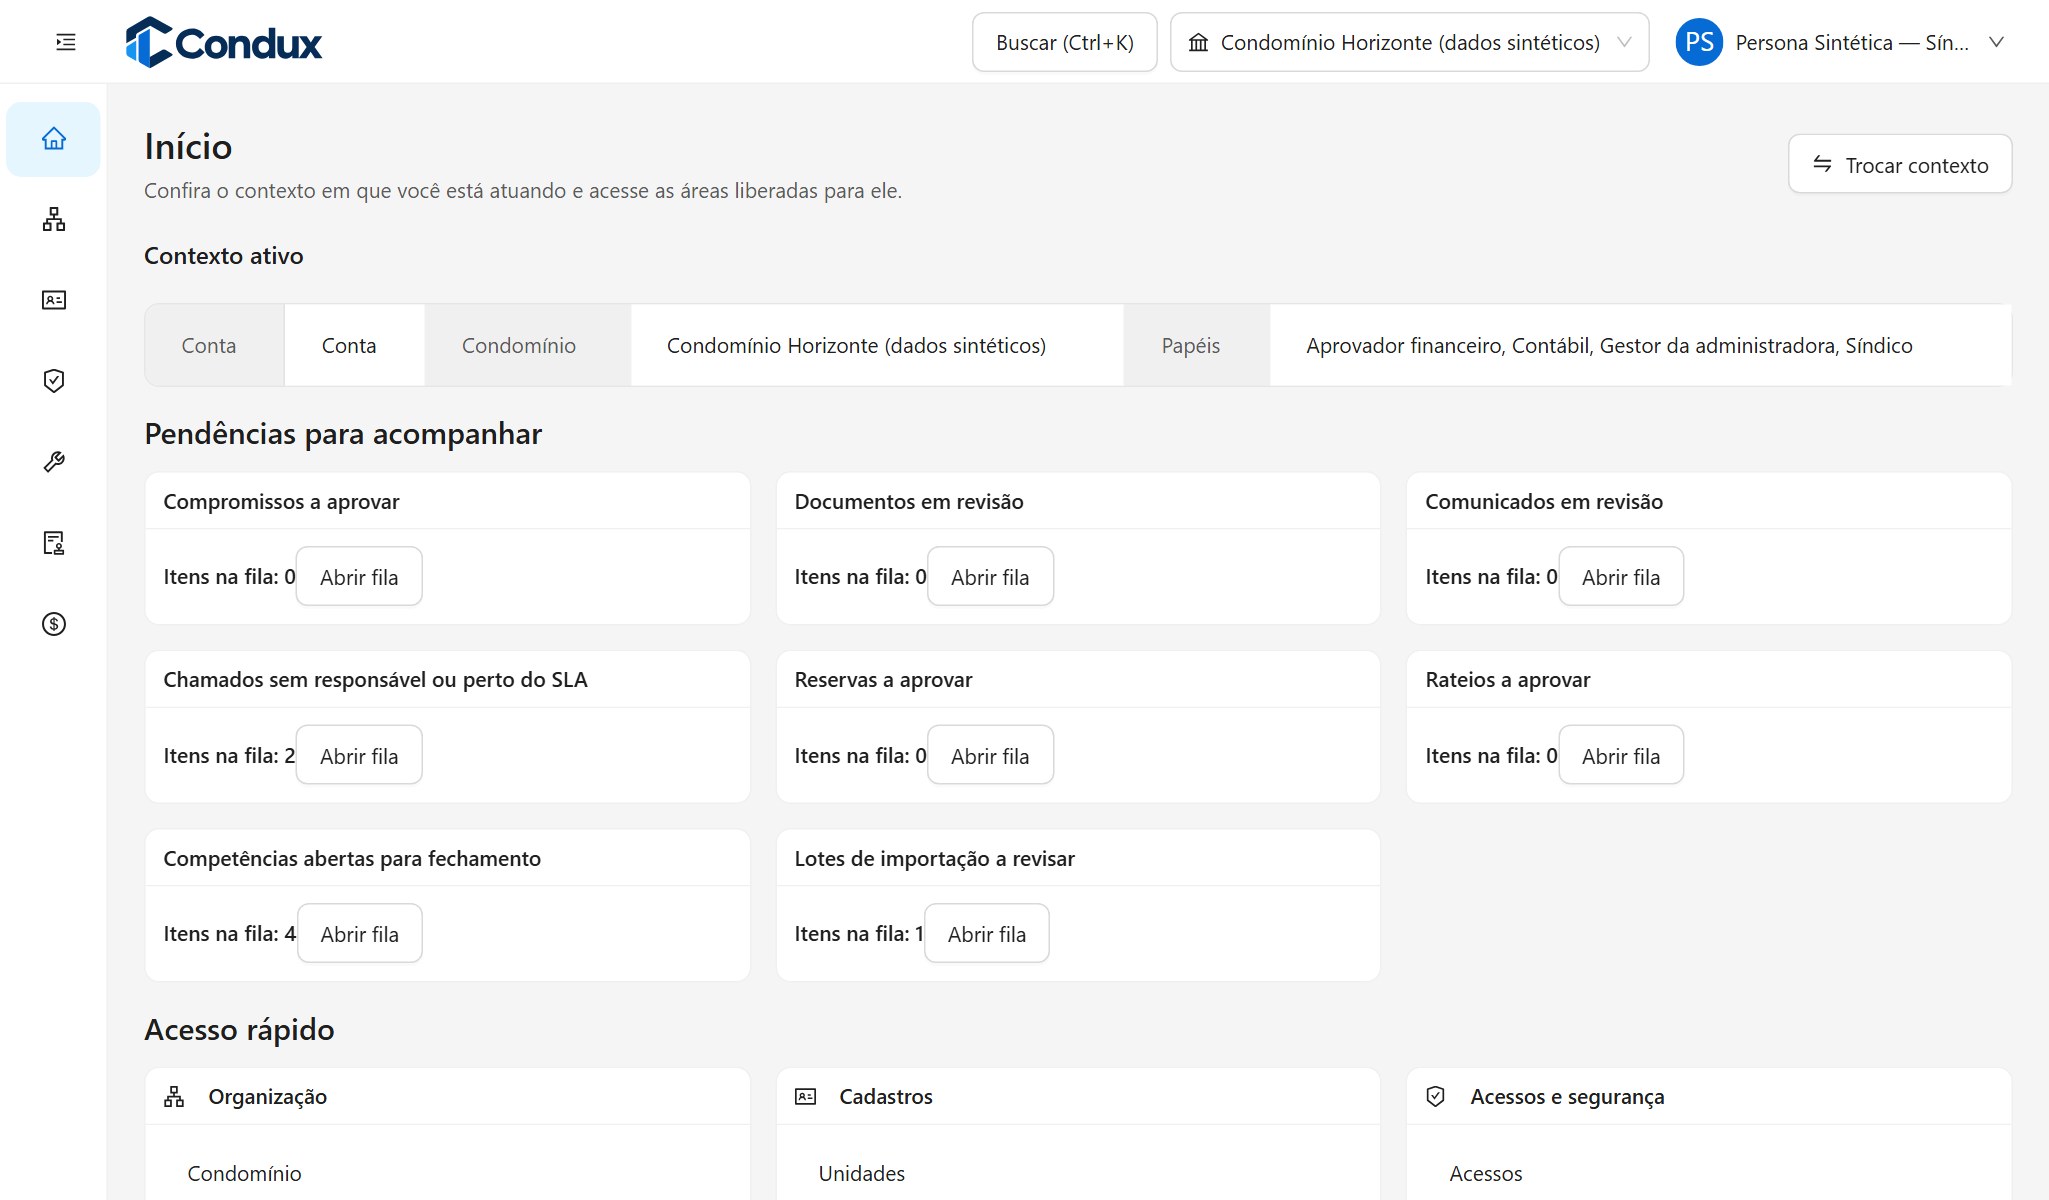 Condux
Buscar (Ctrl+K)
Condomínio Horizonte (dados sintéticos)
PS
Persona Sintética — Sín...
Início
Trocar contexto
Confira o contexto em que você está atuando e acesse as áreas liberadas para ele.
Contexto ativo
Conta
Conta
Condomínio
Condomínio Horizonte (dados sintéticos)
Papéis
Aprovador financeiro, Contábil, Gestor da administradora, Síndico
Pendências para acompanhar
Compromissos a aprovar
Itens na fila: 0
Abrir fila
Documentos em revisão
Itens na fila: 0
Abrir fila
Comunicados em revisão
Itens na fila: 0
Abrir fila
Chamados sem responsável ou perto do SLA
Itens na fila: 2
Abrir fila
Reservas a aprovar
Itens na fila: 0
Abrir fila
Rateios a aprovar
Itens na fila: 0
Abrir fila
Competências abertas para fechamento
Itens na fila: 4
Abrir fila
Lotes de importação a revisar
Itens na fila: 1
Abrir fila
Acesso rápido
Organização
Condomínio
Cadastros
Unidades
Acessos e segurança
Acessos